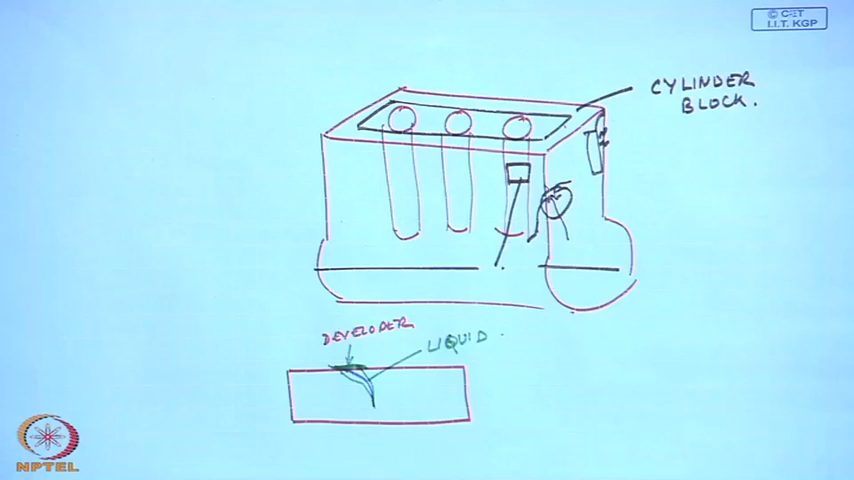 © CET
I.I.T. KGP
CYLINDER
BLOCK.
DEVELOPER
LIQUID
NPTEL